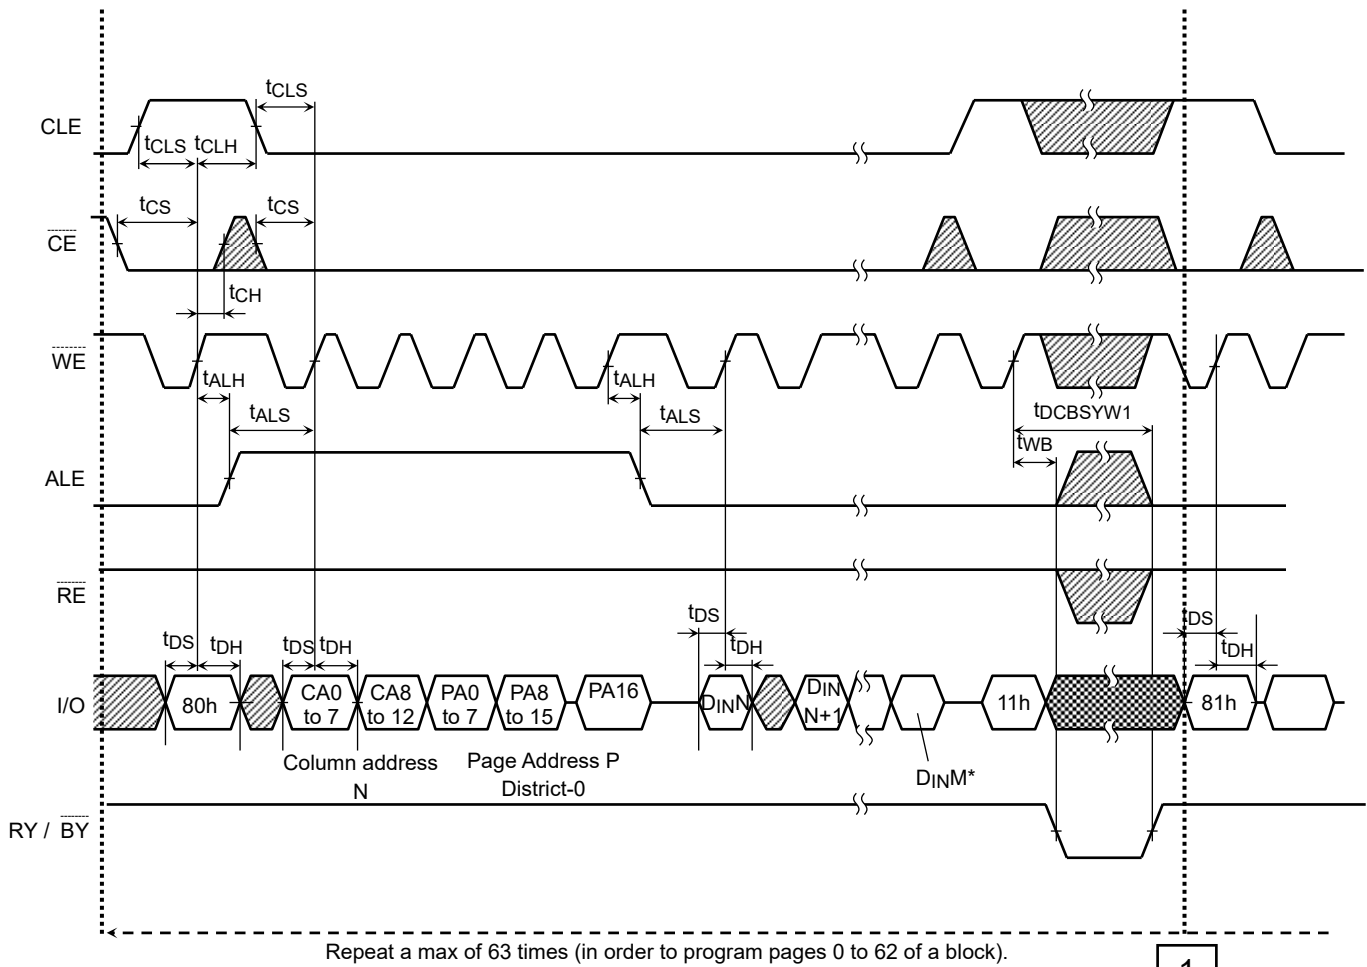 tCLS
CLE
tCLS tCLH
tCS tCS
CE
tCH
WE
tALH tALH
tDCBSYW1
tALS tALS
tWB
ALE
RE
tDS tDH tDS tDH tDS tDH DS tDH
I/O
80h
CA0 to 7
CA8 to 12
PA0 to 7
PA8 to 15
PA16
DINN
DIN N+1
11h
81h
Column address N
Page Address P District-0
DINM*
RY / BY
Repeat a max of 63 times (in order to program pages 0 to 62 of a block).
1